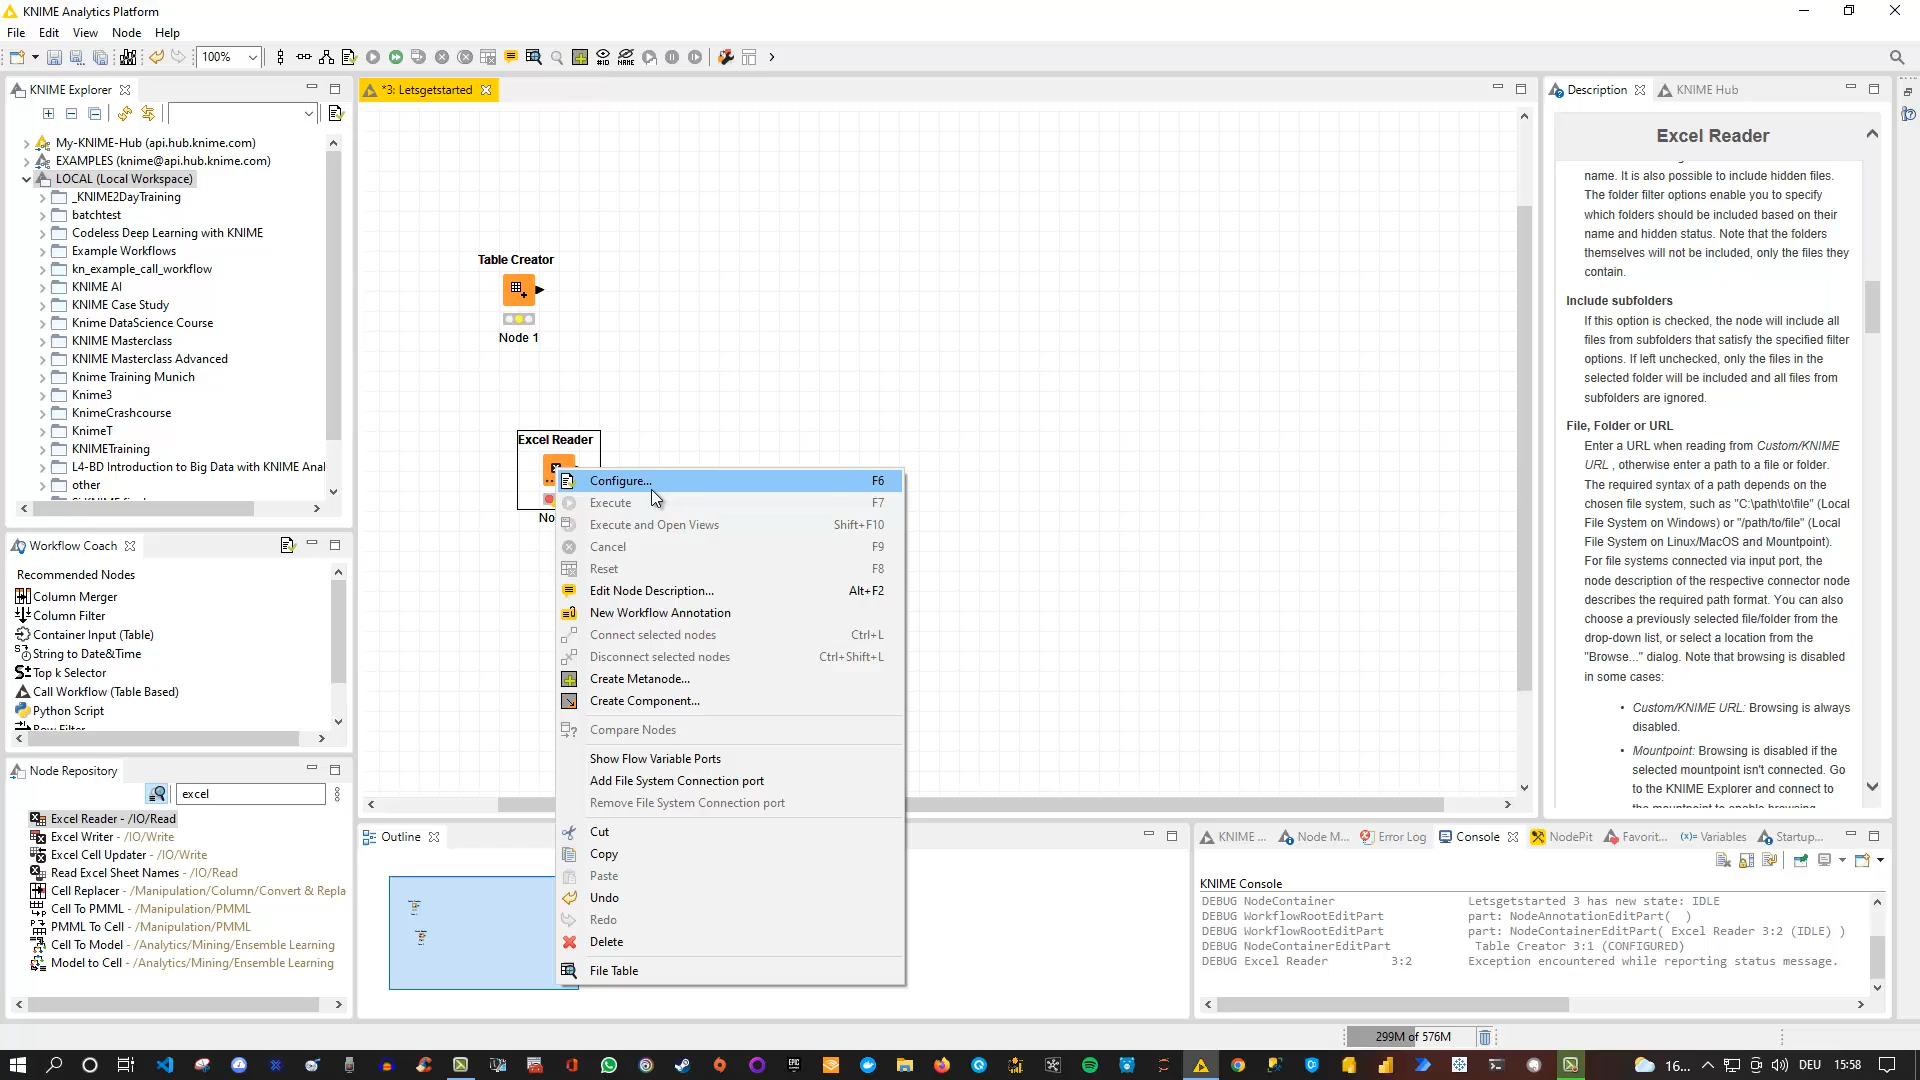 KNIME Analytics Platform
File Edit View Node Help
100%
KNIME Explorer
My-KNIME-Hub (api.hub.knime.com)
EXAMPLES (knime@api.hub.knime.com)
LOCAL (Local Workspace)
_KNIME2DayTraining
batchtest
Codeless Deep Learning with KNIME
Example Workflows
kn_example_call_workflow
KNIME AI
KNIME Case Study
Knime DataScience Course
KNIME Masterclass
KNIME Masterclass Advanced
Knime Training Munich
Knime3
KnimeCrashcourse
KnimeT
KNIMETraining
L4-BD Introduction to Big Data with KNIME Anal
other
Workflow Coach
Recommended Nodes
Column Merger
Column Filter
Container Input (Table)
String to Date&Time
Top k Selector
Call Workflow (Table Based)
Python Script
Row Filter
Node Repository
excel
Excel Reader - /IO/Read
Excel Writer - /IO/Write
Excel Cell Updater - /IO/Write
Read Excel Sheet Names - /IO/Read
Cell Replacer - /Manipulation/Column/Convert & Repla
Cell To PMML - /Manipulation/PMML
PMML To Cell - /Manipulation/PMML
Cell To Model - /Analytics/Mining/Ensemble Learning
Model to Cell - /Analytics/Mining/Ensemble Learning
*3: Letsgetstarted
Table Creator
Node 1
Excel Reader
No
Configure... F6
Execute F7
Execute and Open Views Shift+F10
Cancel F9
Reset F8
Edit Node Description... Alt+F2
New Workflow Annotation
Connect selected nodes Ctrl+L
Disconnect selected nodes Ctrl+Shift+L
Create Metanode...
Create Component...
Compare Nodes
Show Flow Variable Ports
Add File System Connection port
Remove File System Connection port
Cut
Copy
Paste
Undo
Redo
Delete
File Table
Outline
Description KNIME Hub
Excel Reader
name. It is also possible to include hidden files.
The folder filter options enable you to specify
which folders should be included based on their
name and hidden status. Note that the folders
themselves will not be included, only the files they
contain.
Include subfolders
If this option is checked, the node will include all
files from subfolders that satisfy the specified filter
options. If left unchecked, only the files in the
selected folder will be included and all files from
subfolders are ignored.
File, Folder or URL
Enter a URL when reading from Custom/KNIME
URL , otherwise enter a path to a file or folder.
The required syntax of a path depends on the
chosen file system, such as "C:\path\to\file" (Local
File System on Windows) or "/path/to/file" (Local
File System on Linux/MacOS and Mountpoint).
For file systems connected via input port, the
node description of the respective connector node
describes the required path format. You can also
choose a previously selected file/folder from the
drop-down list, or select a location from the
"Browse..." dialog. Note that browsing is disabled
in some cases:
• Custom/KNIME URL: Browsing is always
disabled.
• Mountpoint: Browsing is disabled if the
selected mountpoint isn't connected. Go
to the KNIME Explorer and connect to
the mountpoint to enable browsing
KNIME ... Node M... Error Log Console NodePit Favorit... (x)= Variables Startup...
KNIME Console
DEBUG NodeContainer Letsgetstarted 3 has new state: IDLE
DEBUG WorkflowRootEditPart part: NodeAnnotationEditPart( )
DEBUG WorkflowRootEditPart part: NodeContainerEditPart( Excel Reader 3:2 (IDLE) )
DEBUG NodeContainerEditPart Table Creator 3:1 (CONFIGURED)
DEBUG Excel Reader 3:2 Exception encountered while reporting status message.
299M of 576M
16... DEU 15:58